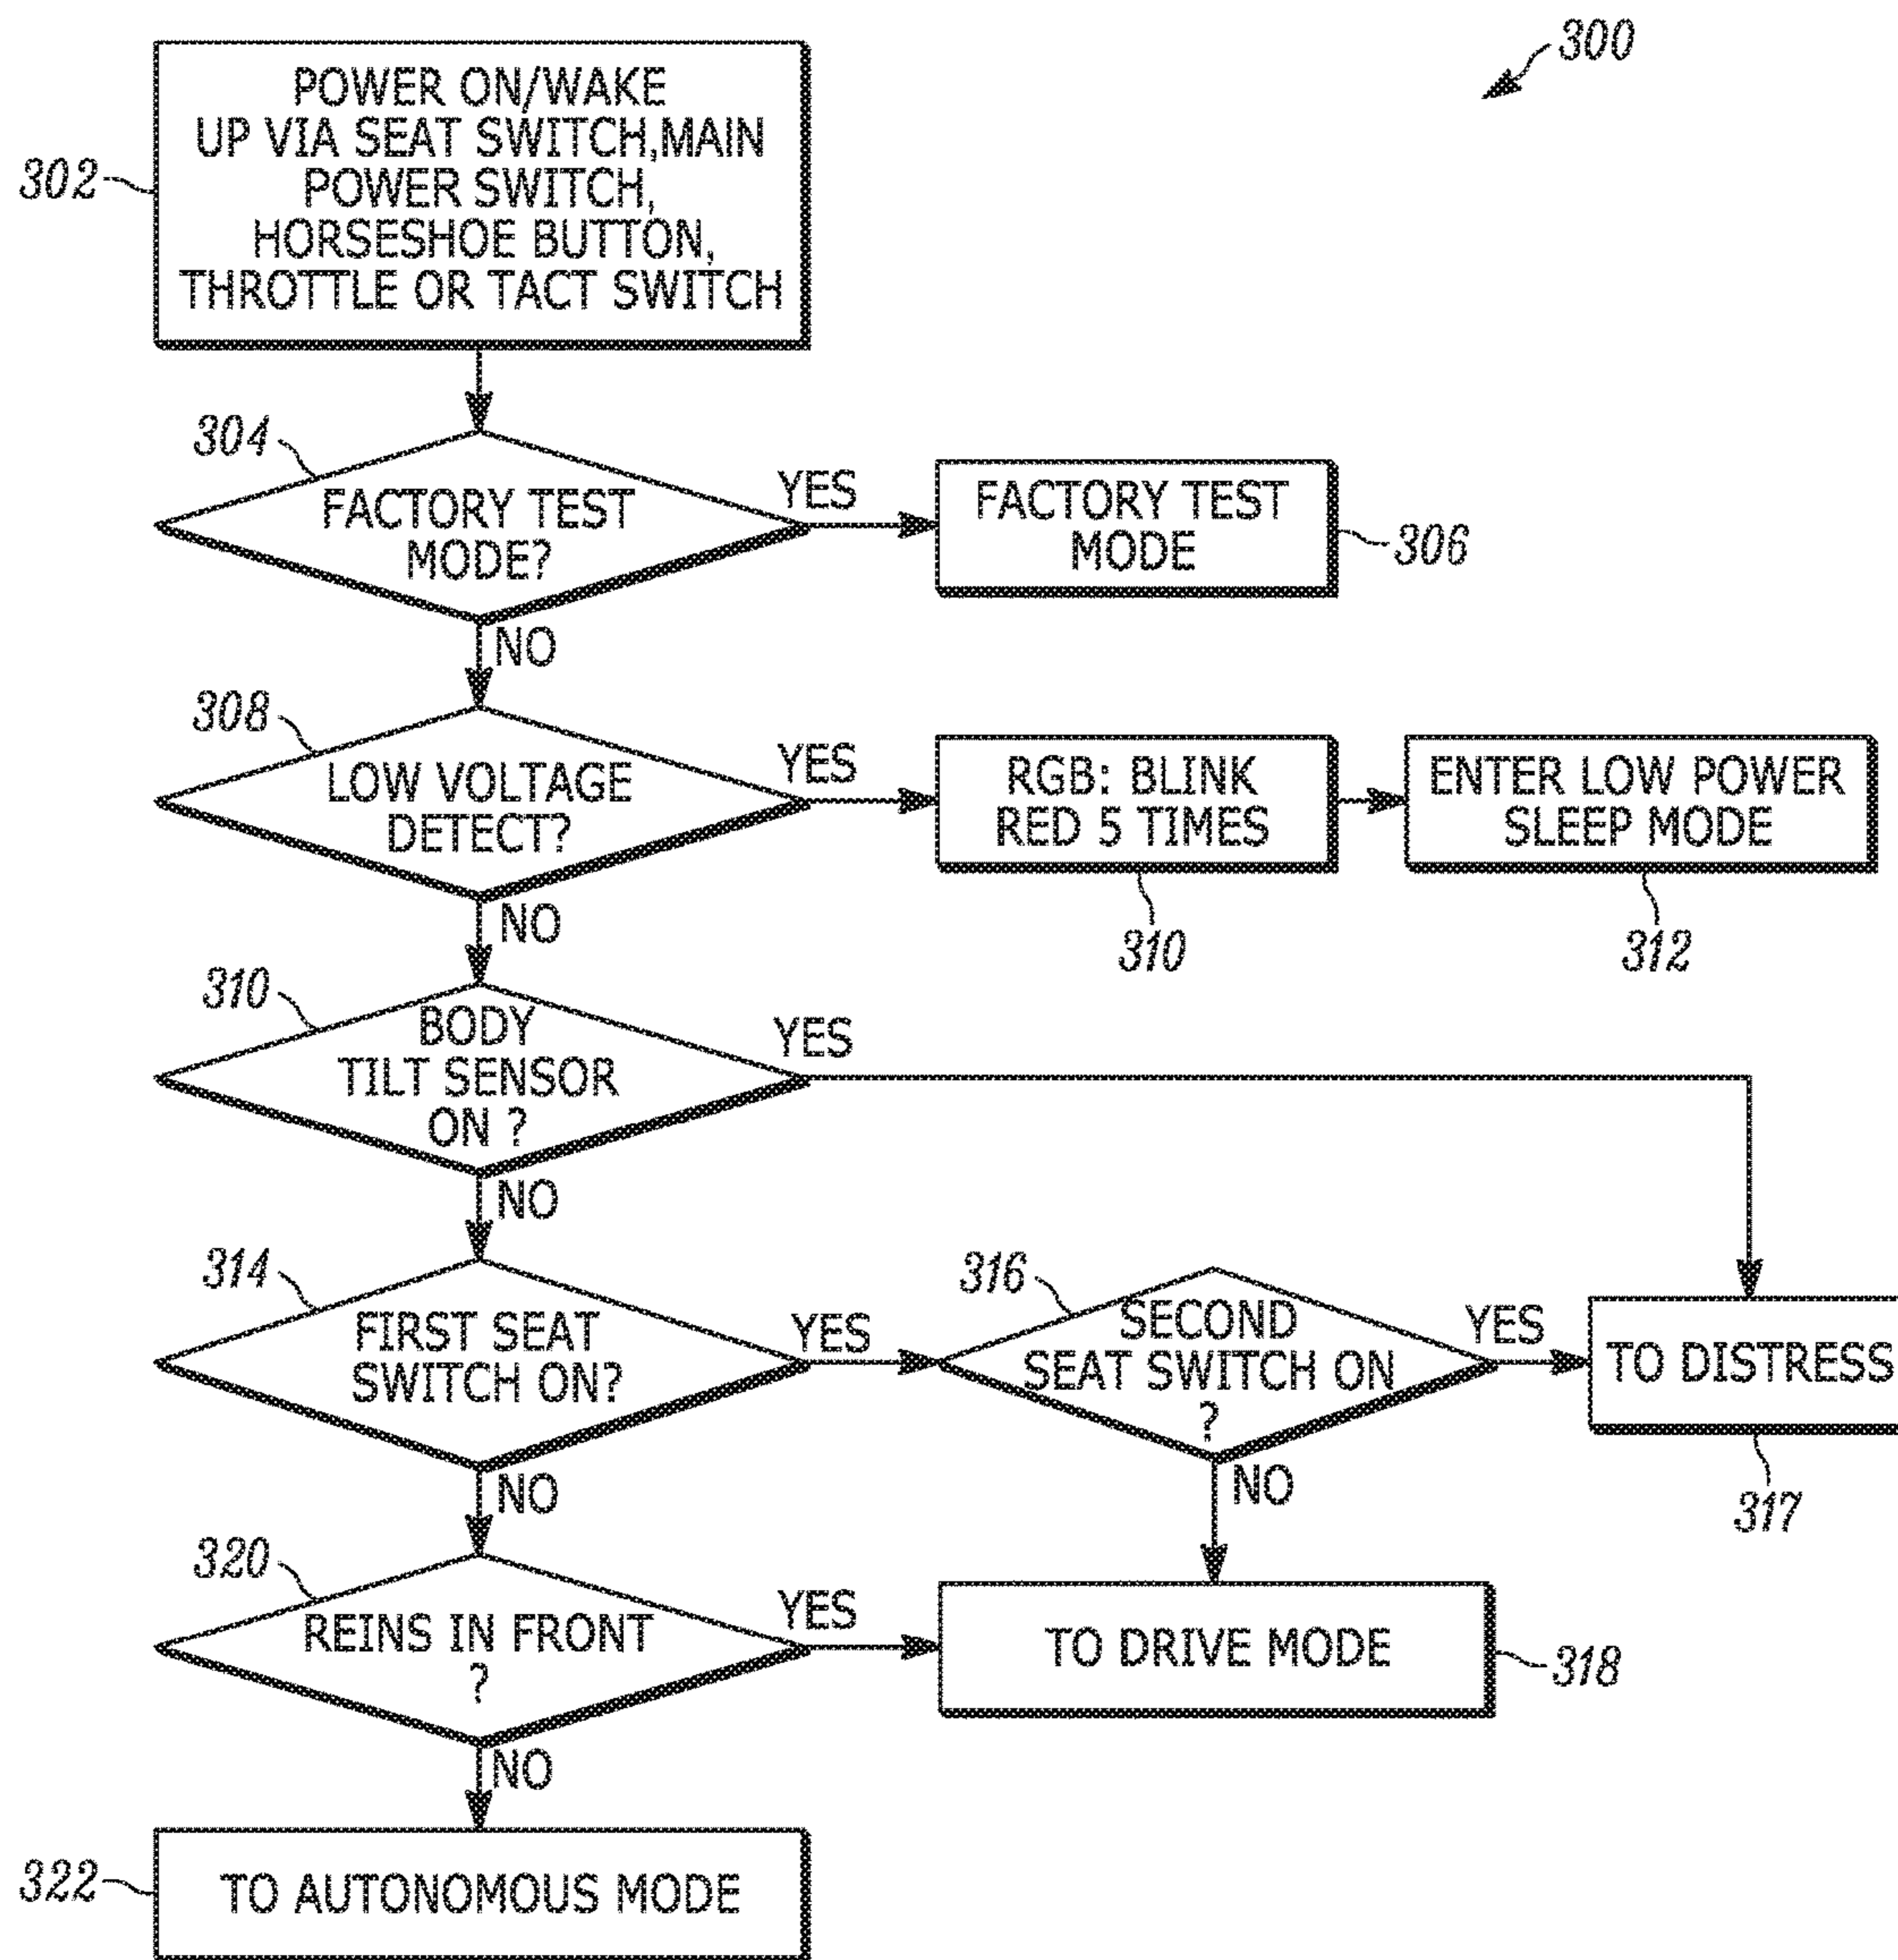 300
302
POWER ON/WAKE
UP VIA SEAT SWITCH,MAIN
POWER SWITCH,
HORSESHOE BUTTON,
THROTTLE OR TACT SWITCH
304
FACTORY TEST
MODE?
YES
FACTORY TEST
MODE
306
NO
308
LOW VOLTAGE
DETECT?
YES
RGB: BLINK
RED 5 TIMES
310
ENTER LOW POWER
SLEEP MODE
312
NO
310
BODY
TILT SENSOR
ON ?
YES
NO
314
FIRST SEAT
SWITCH ON?
YES
316
SECOND
SEAT SWITCH ON
?
YES
TO DISTRESS
317
NO
NO
320
REINS IN FRONT
?
YES
TO DRIVE MODE
318
NO
322
TO AUTONOMOUS MODE